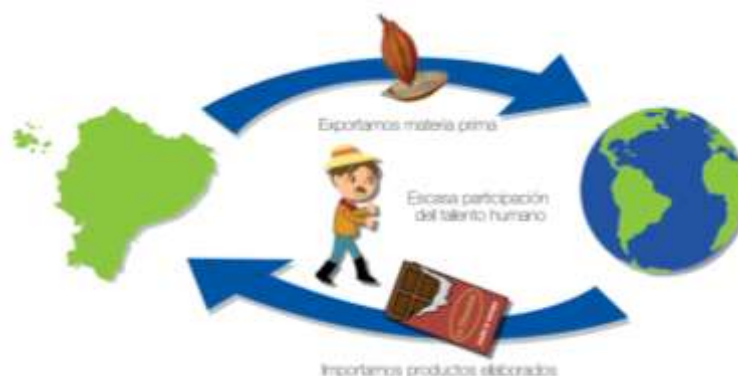 Exportamos materia prima
Escasa participación
del talento humano
Importamos productos elaborados